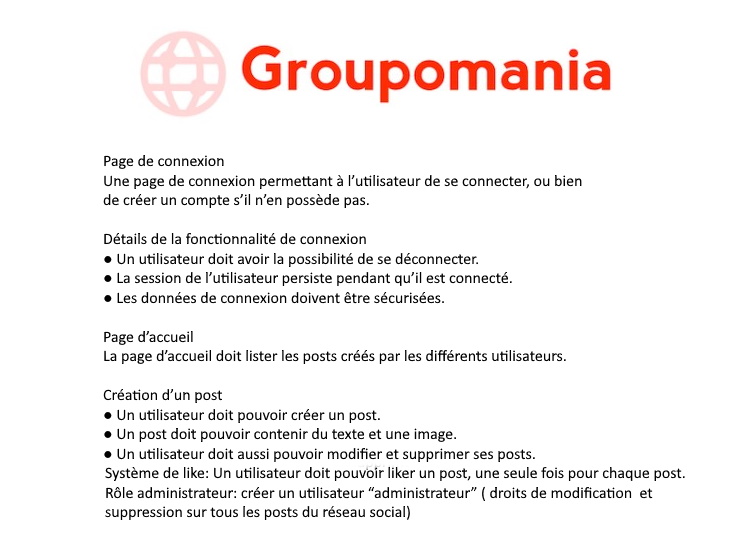 Groupomania
Page de connexion
Une page de connexion permettant à l’utilisateur de se connecter, ou bien
de créer un compte s’il n’en possède pas.
Détails de la fonctionnalité de connexion
● Un utilisateur doit avoir la possibilité de se déconnecter.
● La session de l’utilisateur persiste pendant qu’il est connecté.
● Les données de connexion doivent être sécurisées.
Page d’accueil
La page d’accueil doit lister les posts créés par les différents utilisateurs.
Création d’un post
● Un utilisateur doit pouvoir créer un post.
● Un post doit pouvoir contenir du texte et une image.
● Un utilisateur doit aussi pouvoir modifier et supprimer ses posts.
Système de like: Un utilisateur doit pouvoir liker un post, une seule fois pour chaque post.
Rôle administrateur: créer un utilisateur “administrateur” ( droits de modification  et
suppression sur tous les posts du réseau social)